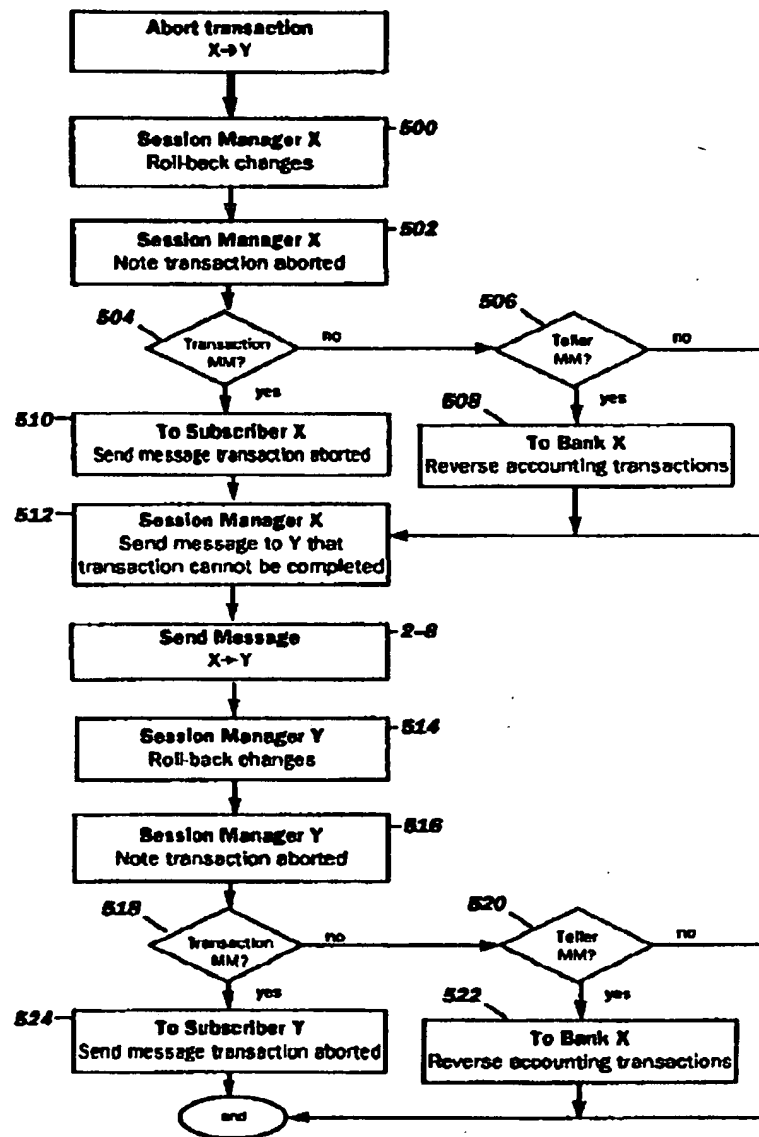 Abort transaction
X→Y
500
Session Manager X
Roll-back changes
502
Session Manager X
Note transaction aborted
504
Transaction
MM?
no
506
Teller
MM?
no
yes
yes
510
To Subscriber X
Send message transaction aborted
508
To Bank X
Reverse accounting transactions
512
Session Manager X
Send message to Y that
transaction cannot be completed
Send Message
X→Y
2-8
Session Manager Y
Roll-back changes
514
Session Manager Y
Note transaction aborted
516
518
Transaction
MM?
no
520
Teller
MM?
no
yes
yes
524
To Subscriber Y
Send message transaction aborted
522
To Bank X
Reverse accounting transactions
end